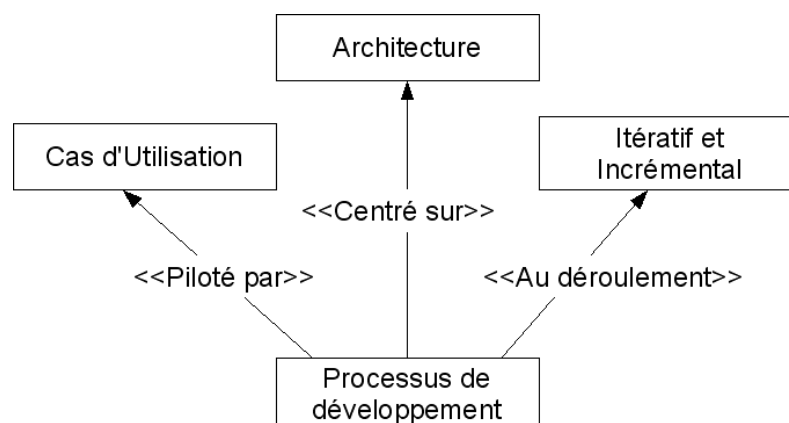 Architecture
Cas d'Utilisation
Itératif et
Incrémental
<<Centré sur>>
<<Piloté par>>
<<Au déroulement>>
Processus de
développement